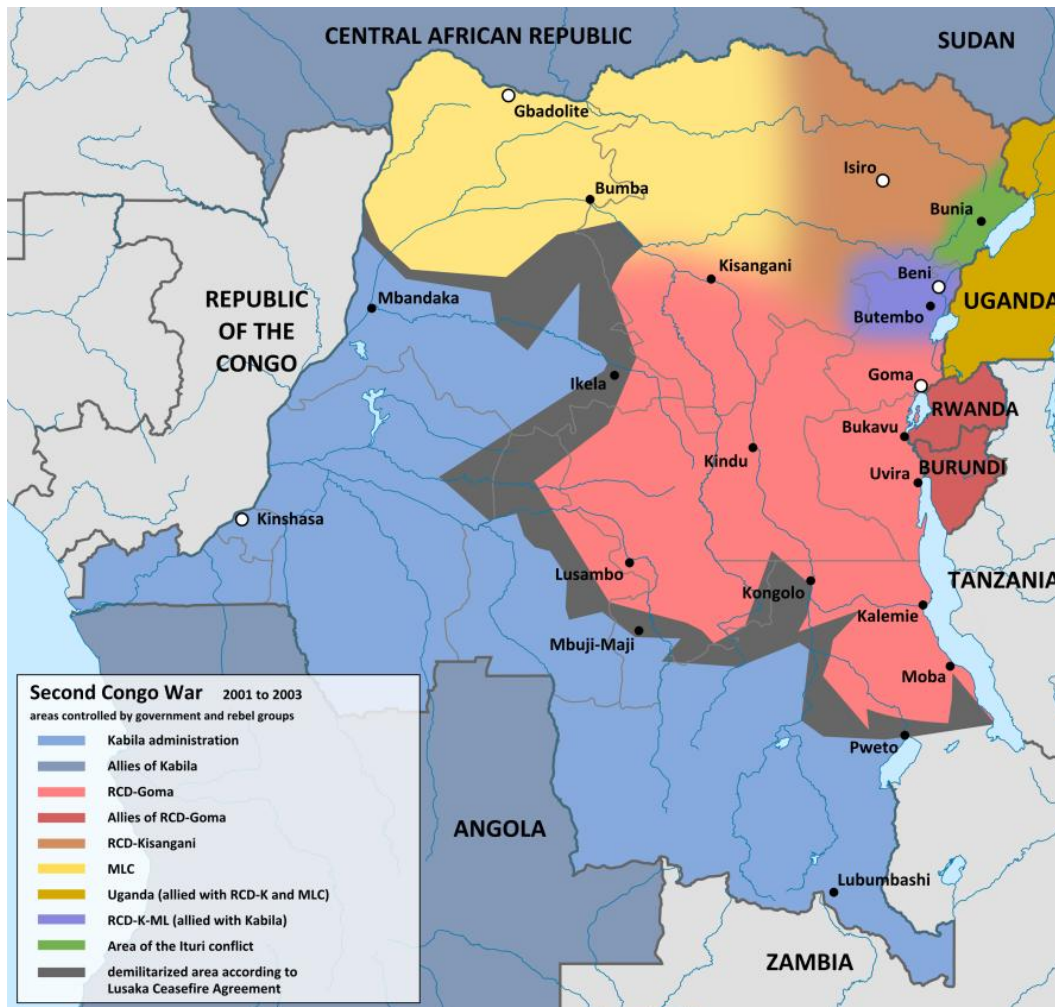 CENTRAL AFRICAN REPUBLIC
SUDAN
Gbadolite
Isiro
Bumba
Bunia
Kisangani
Beni
REPUBLIC
OF THE
CONGO
Mbandaka
UGANDA
Butembo
Ikela
Goma
RWANDA
Bukavu
Kindu
BURUNDI
Uvira
Kinshasa
Lusambo
Kongolo
TANZANIA
Kalemie
Mbuji-Maji
Moba
Pweto
ANGOLA
Lubumbashi
ZAMBIA
Second Congo War 2001 to 2003
areas controlled by government and rebel groups
Kabila administration
Allies of Kabila
RCD-Goma
Allies of RCD-Goma
RCD-Kisangani
MLC
Uganda (allied with RCD-K and MLC)
RCD-K-ML (allied with Kabila)
Area of the Ituri conflict
demilitarized area according to
Lusaka Ceasefire Agreement